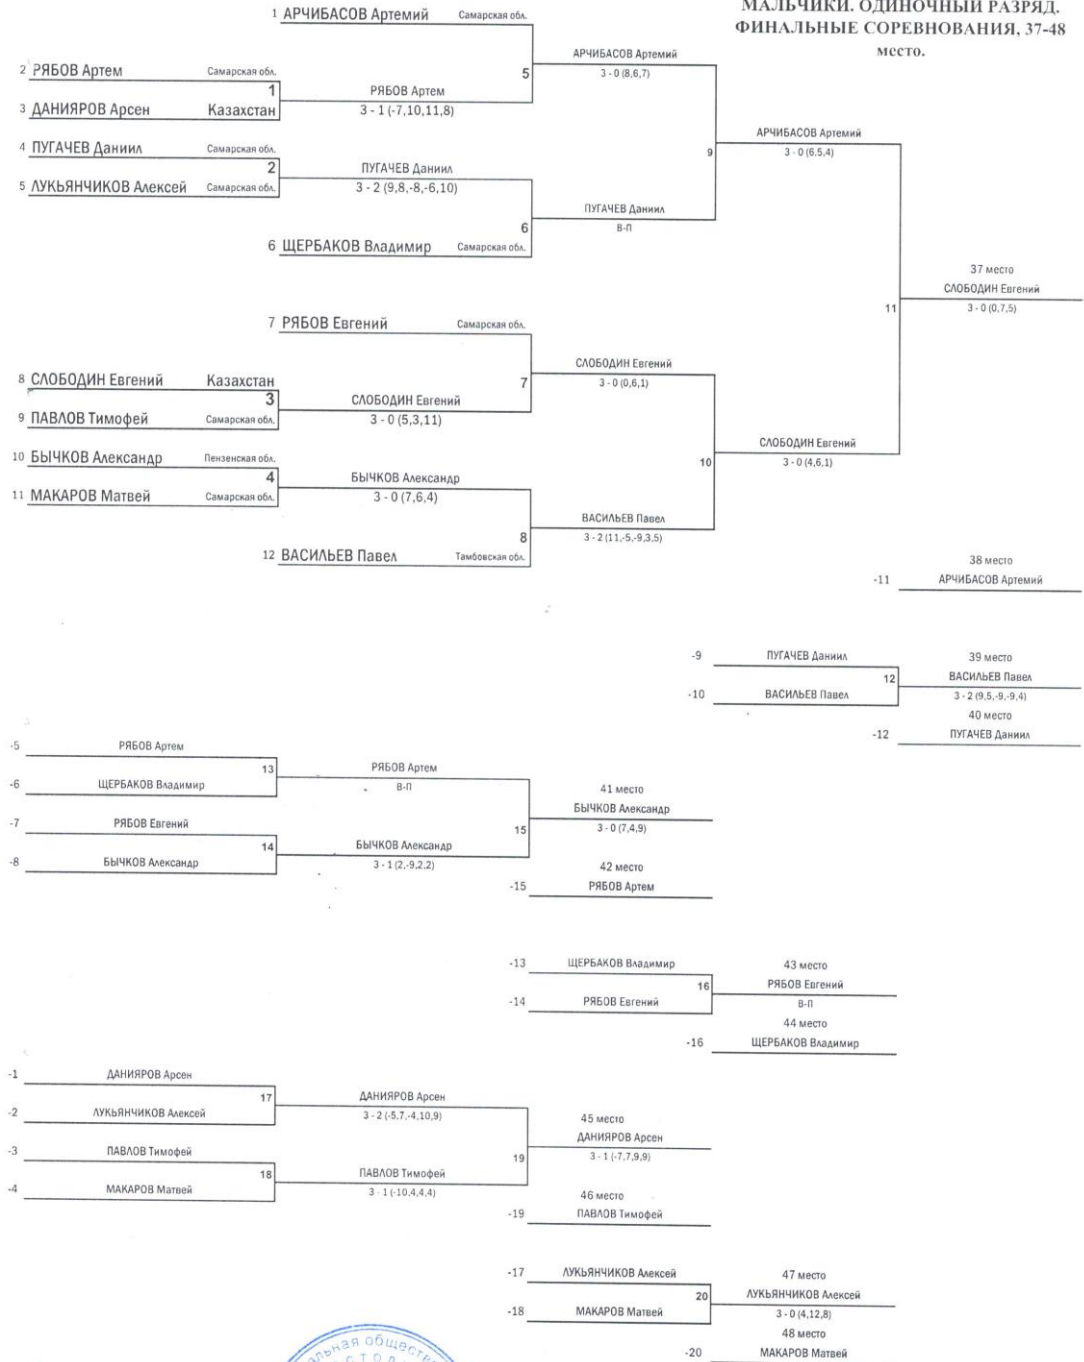 МАЛЬЧИКИ. ОДИНОЧНЫЙ РАЗРЯД.
ФИНАЛЬНЫЕ СОРЕВНОВАНИЯ, 37-48
место.
1 АРЧИБАСОВ Артемий Самарская обл.
АРЧИБАСОВ Артемий
5 3 - 0 (8,6,7)
2 РЯБОВ Артем Самарская обл.
1 РЯБОВ Артем
3 ДАНИЯРОВ Арсен Казахстан 3 - 1 (-7,10,11,8)
АРЧИБАСОВ Артемий
9 3 - 0 (6,5,4)
4 ПУГАЧЕВ Даниил Самарская обл.
2 ПУГАЧЕВ Даниил
5 ЛУКЬЯНЧИКОВ Алексей Самарская обл. 3 - 2 (9,8,-8,-6,10)
ПУГАЧЕВ Даниил
6 В-П
6 ЩЕРБАКОВ Владимир Самарская обл.
37 место
СЛОБОДИН Евгений
11 3 - 0 (0,7,5)
7 РЯБОВ Евгений Самарская обл.
СЛОБОДИН Евгений
7 3 - 0 (0,6,1)
8 СЛОБОДИН Евгений Казахстан
3 СЛОБОДИН Евгений
9 ПАВЛОВ Тимофей Самарская обл. 3 - 0 (5,3,11)
СЛОБОДИН Евгений
10 3 - 0 (4,6,1)
10 БЫЧКОВ Александр Пензенская обл.
4 БЫЧКОВ Александр
11 МАКАРОВ Матвей Самарская обл. 3 - 0 (7,6,4)
ВАСИЛЬЕВ Павел
8 3 - 2 (11,-5,-9,3,5)
12 ВАСИЛЬЕВ Павел Тамбовская обл.
38 место
-11 АРЧИБАСОВ Артемий
-9 ПУГАЧЕВ Даниил 39 место
12 ВАСИЛЬЕВ Павел
-10 ВАСИЛЬЕВ Павел 3 - 2 (9,5,-9,-9,4)
40 место
-12 ПУГАЧЕВ Даниил
-5 РЯБОВ Артем
13 РЯБОВ Артем
-6 ЩЕРБАКОВ Владимир В-П
41 место
БЫЧКОВ Александр
15 3 - 0 (7,4,9)
-7 РЯБОВ Евгений
14 БЫЧКОВ Александр
-8 БЫЧКОВ Александр 3 - 1 (2,-9,2,2)
42 место
-15 РЯБОВ Артем
-13 ЩЕРБАКОВ Владимир 43 место
16 РЯБОВ Евгений
-14 РЯБОВ Евгений В-П
44 место
-16 ЩЕРБАКОВ Владимир
-1 ДАНИЯРОВ Арсен
17 ДАНИЯРОВ Арсен
-2 ЛУКЬЯНЧИКОВ Алексей 3 - 2 (-5,7,-4,10,9)
45 место
ДАНИЯРОВ Арсен
19 3 - 1 (-7,7,9,9)
-3 ПАВЛОВ Тимофей
18 ПАВЛОВ Тимофей
-4 МАКАРОВ Матвей 3 - 1 (-10,4,4,4)
46 место
-19 ПАВЛОВ Тимофей
-17 ЛУКЬЯНЧИКОВ Алексей 47 место
20 ЛУКЬЯНЧИКОВ Алексей
-18 МАКАРОВ Матвей 3 - 0 (4,12,8)
48 место
-20 МАКАРОВ Матвей